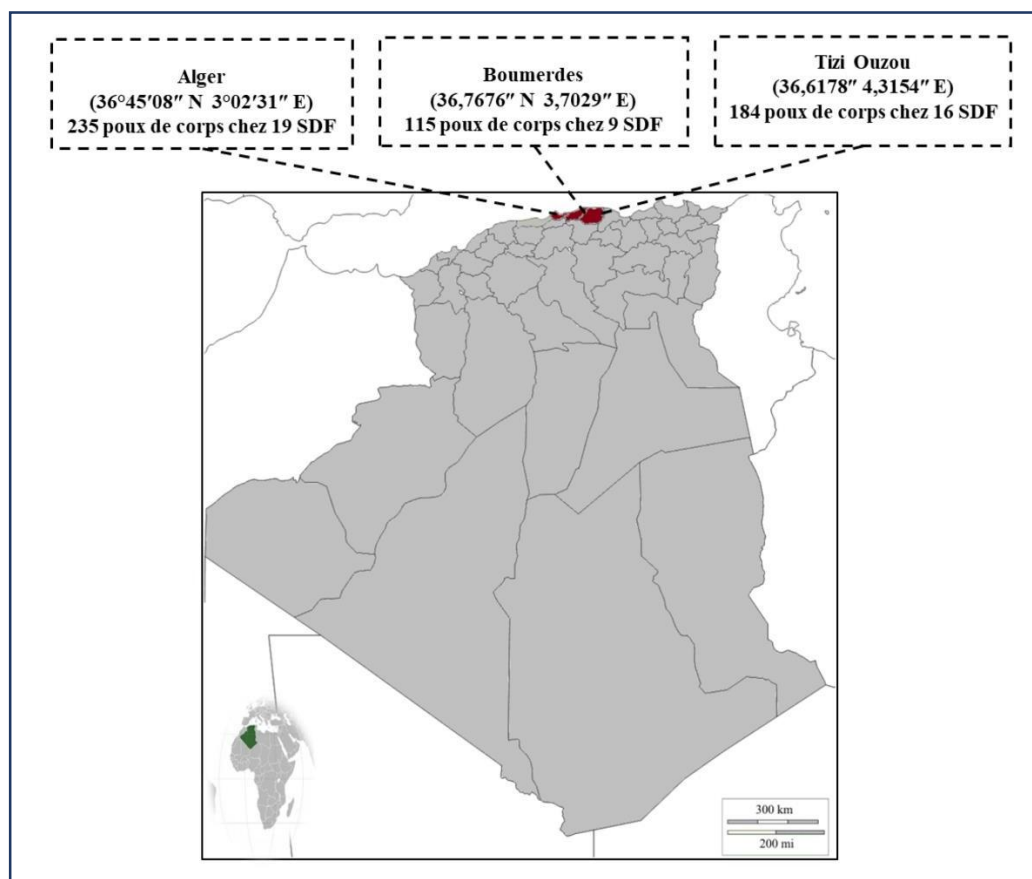 Alger
(36°45′08″ N 3°02′31″ E)
235 poux de corps chez 19 SDF
Boumerdes
(36,7676″ N 3,7029″ E)
115 poux de corps chez 9 SDF
Tizi Ouzou
(36,6178″ 4,3154″ E)
184 poux de corps chez 16 SDF
300 km
200 mi